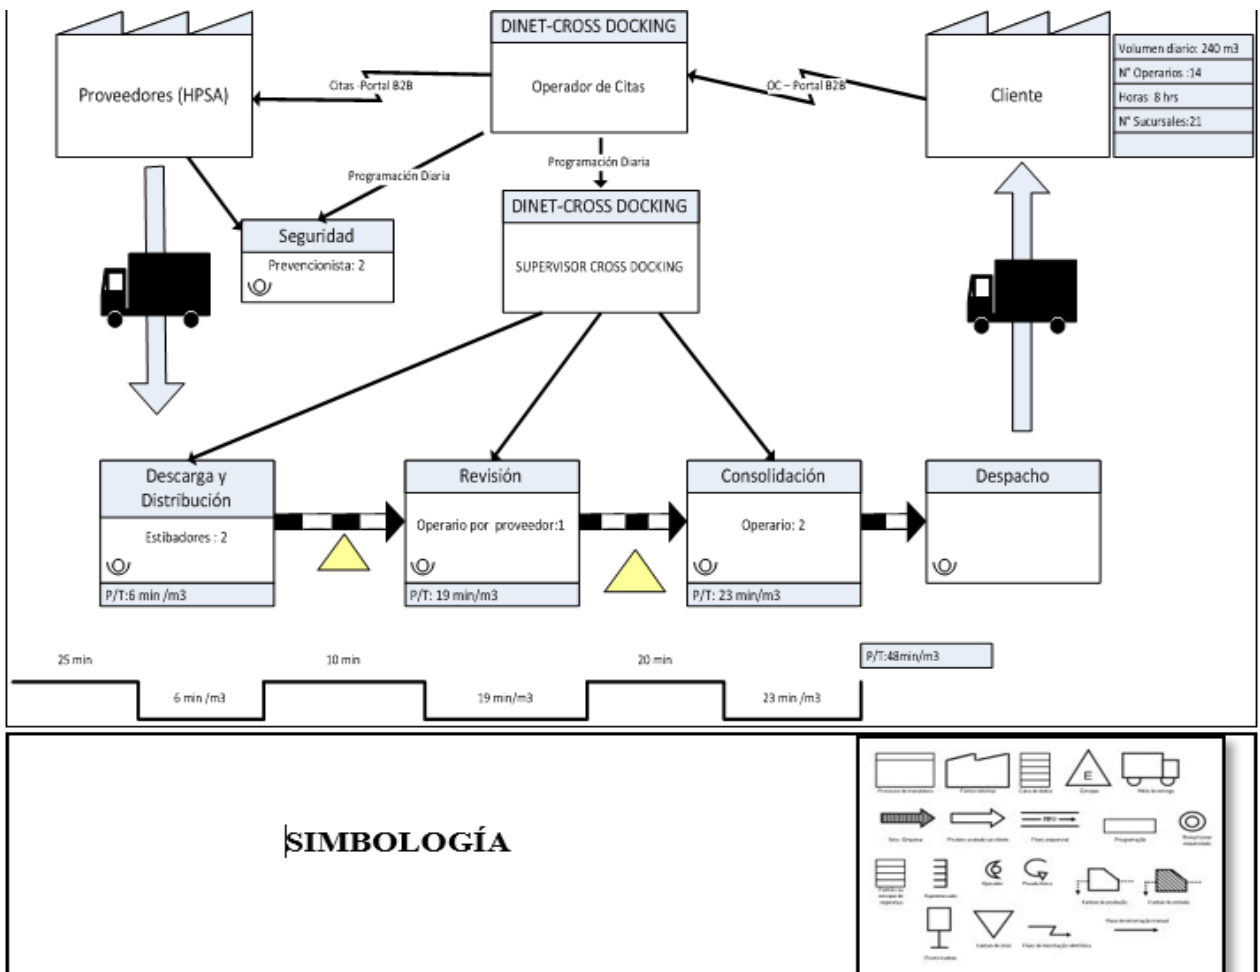 DINET-CROSS DOCKING
Operador de Citas
Proveedores (HPSA)
Citas -Portal B2B
OC – Portal B2B
Cliente
Volumen diario: 240 m3
N° Operarios :14
Horas: 8 hrs
N° Sucursales:21
Programación Diaria
Programación Diaria
Seguridad
Prevencionista: 2
DINET-CROSS DOCKING
SUPERVISOR CROSS DOCKING
Descarga y
Distribución
Estibadores : 2
P/T:6 min /m3
Revisión
Operario por proveedor:1
P/T: 19 min/m3
Consolidación
Operario: 2
P/T: 23 min/m3
Despacho
25 min
10 min
20 min
P/T:48min/m3
6 min /m3
19 min/m3
23 min /m3
SIMBOLOGÍA
E